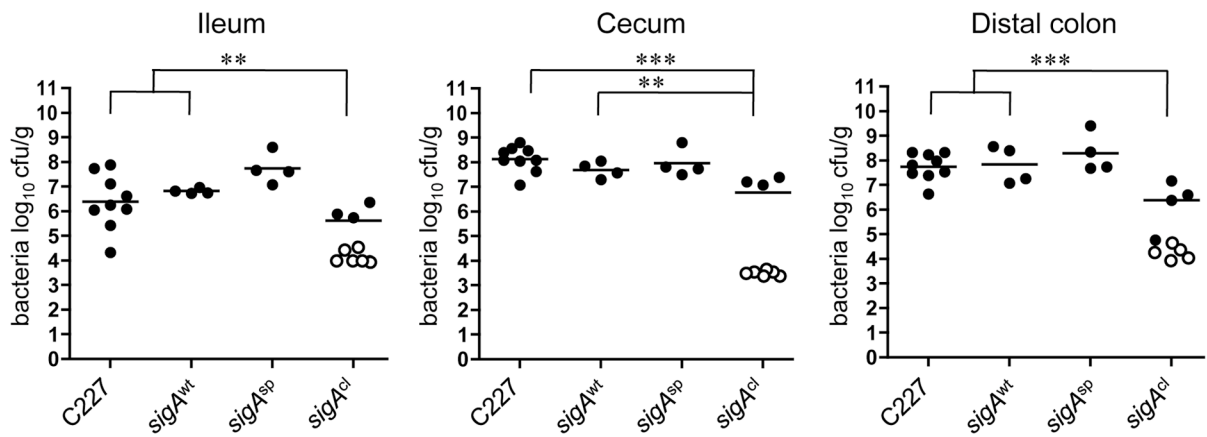 Ileum
**
bacteria log10 cfu/g
11
10
9
8
7
6
5
4
3
2
1
0
C227
sigAwt
sigAsp
sigAcl
Cecum
***
**
bacteria log10 cfu/g
11
10
9
8
7
6
5
4
3
2
1
0
C227
sigAwt
sigAsp
sigAcl
Distal colon
***
bacteria log10 cfu/g
11
10
9
8
7
6
5
4
3
2
1
0
C227
sigAwt
sigAsp
sigAcl